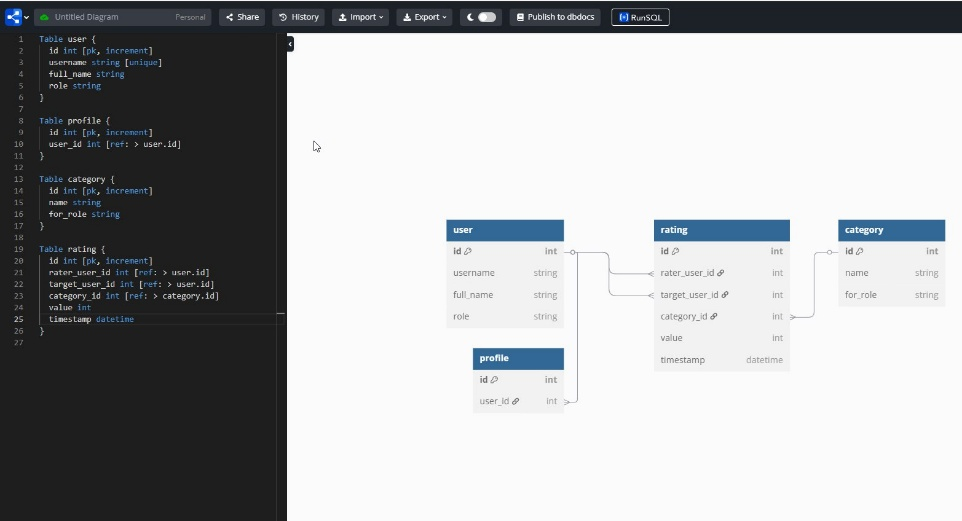 Untitled Diagram Personal Share History Import Export Publish to dbdocs RunSQL
1 Table user {
2 id int [pk, increment]
3 username string [unique]
4 full_name string
5 role string
6 }
7
8 Table profile {
9 id int [pk, increment]
10 user_id int [ref: > user.id]
11 }
12
13 Table category {
14 id int [pk, increment]
15 name string
16 for_role string
17 }
18
19 Table rating {
20 id int [pk, increment]
21 rater_user_id int [ref: > user.id]
22 target_user_id int [ref: > user.id]
23 category_id int [ref: > category.id]
24 value int
25 timestamp datetime
26 }
27
user
id int
username string
full_name string
role string
profile
id int
user_id int
rating
id int
rater_user_id int
target_user_id int
category_id int
value int
timestamp datetime
category
id int
name string
for_role string